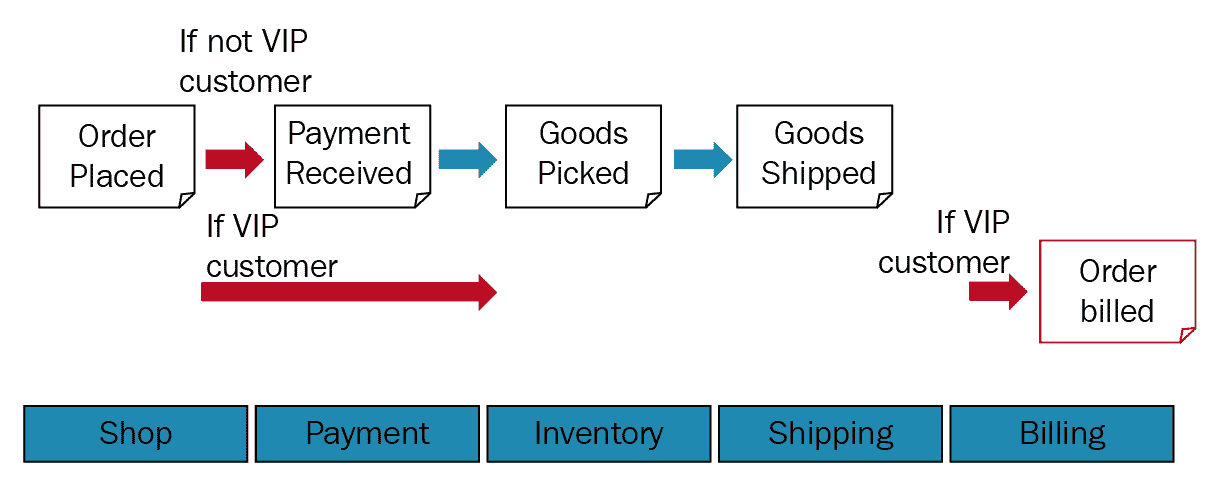 If not VIP
customer
Order
Placed
Payment
Received
Goods
Picked
Goods
Shipped
If VIP
customer
If VIP
customer
Order
billed
Shop
Payment
Inventory
Shipping
Billing